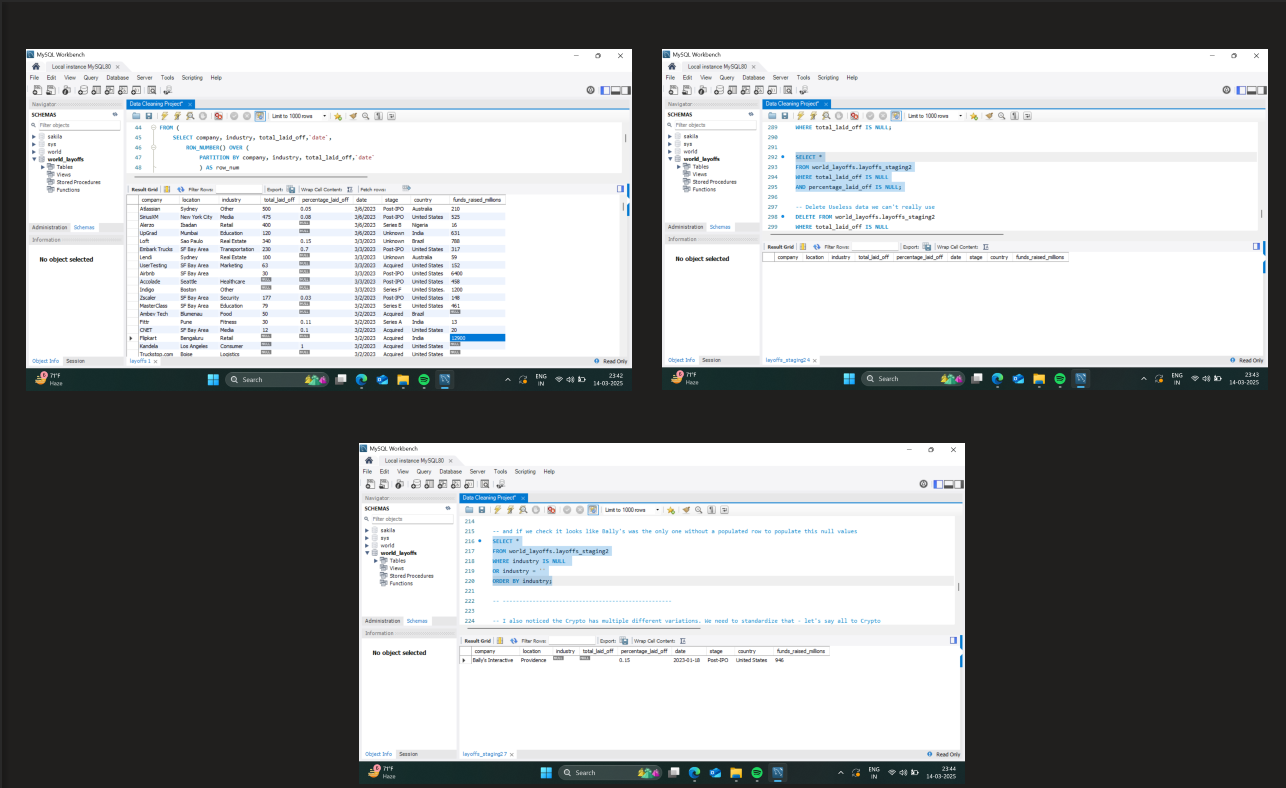 MySQL Workbench
Local instance MySQL80 ×
File Edit View Query Database Server Tools Scripting Help
Navigator
SCHEMAS
Filter objects
sakila
sys
world
world_layoffs
Tables
Views
Stored Procedures
Functions
Administration Schemas
Information
No object selected
Object Info Session
Data Cleaning Project* ×
Limit to 1000 rows
44 FROM (
45 SELECT company, industry, total_laid_off,`date`,
46 ROW_NUMBER() OVER (
47 PARTITION BY company, industry, total_laid_off,`date`
48 ) AS row_num
Result Grid Filter Rows: Export: Wrap Cell Content: Fetch rows:
company location industry total_laid_off percentage_laid_off date stage country funds_raised_millions
Atlassian Sydney Other 500 0.05 3/6/2023 Post-IPO Australia 210
SiriusXM New York City Media 475 0.08 3/6/2023 Post-IPO United States 525
Alerzo Ibadan Retail 400 NULL 3/6/2023 Series B Nigeria 16
UpGrad Mumbai Education 120 NULL 3/6/2023 Unknown India 631
Loft Sao Paulo Real Estate 340 0.15 3/3/2023 Unknown Brazil 788
Embark Trucks SF Bay Area Transportation 230 0.7 3/3/2023 Post-IPO United States 317
Lendi Sydney Real Estate 100 NULL 3/3/2023 Unknown Australia 59
UserTesting SF Bay Area Marketing 63 NULL 3/3/2023 Acquired United States 152
Airbnb SF Bay Area 30 NULL 3/3/2023 Post-IPO United States 6400
Accolade Seattle Healthcare NULL NULL 3/3/2023 Post-IPO United States 458
Indigo Boston Other NULL NULL 3/3/2023 Series F United States 1200
Zscaler SF Bay Area Security 177 0.03 3/2/2023 Post-IPO United States 148
MasterClass SF Bay Area Education 79 NULL 3/2/2023 Series E United States 461
Ambev Tech Blumenau Food 50 NULL 3/2/2023 Acquired Brazil NULL
Fittr Pune Fitness 30 0.11 3/2/2023 Series A India 13
CNET SF Bay Area Media 12 0.1 3/2/2023 Acquired United States 20
Flipkart Bengaluru Retail NULL NULL 3/2/2023 Acquired India 12900
Kandela Los Angeles Consumer NULL 1 3/2/2023 Acquired United States NULL
Truckstop.com Boise Logistics NULL NULL 3/2/2023 Acquired United States NULL
layoffs 1 × Read Only
71°F
Haze
Search
ENG
IN
23:42
14-03-2025
MySQL Workbench
Local instance MySQL80 ×
File Edit View Query Database Server Tools Scripting Help
Navigator
SCHEMAS
Filter objects
sakila
sys
world
world_layoffs
Tables
Views
Stored Procedures
Functions
Administration Schemas
Information
No object selected
Object Info Session
Data Cleaning Project* ×
Limit to 1000 rows
289 WHERE total_laid_off IS NULL;
290
291
292 SELECT *
293 FROM world_layoffs.layoffs_staging2
294 WHERE total_laid_off IS NULL
295 AND percentage_laid_off IS NULL;
296
297 -- Delete Useless data we can't really use
298 DELETE FROM world_layoffs.layoffs_staging2
299 WHERE total_laid_off IS NULL
Result Grid Filter Rows: Export: Wrap Cell Content:
company location industry total_laid_off percentage_laid_off date stage country funds_raised_millions
layoffs_staging2 4 × Read Only
71°F
Haze
Search
ENG
IN
23:43
14-03-2025
MySQL Workbench
Local instance MySQL80 ×
File Edit View Query Database Server Tools Scripting Help
Navigator
SCHEMAS
Filter objects
sakila
sys
world
world_layoffs
Tables
Views
Stored Procedures
Functions
Administration Schemas
Information
No object selected
Object Info Session
Data Cleaning Project* ×
Limit to 1000 rows
214
215 -- and if we check it looks like Bally's was the only one without a populated row to populate this null values
216 SELECT *
217 FROM world_layoffs.layoffs_staging2
218 WHERE industry IS NULL
219 OR industry = ''
220 ORDER BY industry;
221
222 -- ---------------------------------------------------
223
224 -- I also noticed the Crypto has multiple different variations. We need to standardize that - let's say all to Crypto
Result Grid Filter Rows: Export: Wrap Cell Content:
company location industry total_laid_off percentage_laid_off date stage country funds_raised_millions
Bally's Interactive Providence NULL NULL 0.15 2023-01-18 Post-IPO United States 946
layoffs_staging2 7 × Read Only
71°F
Haze
Search
ENG
IN
23:44
14-03-2025